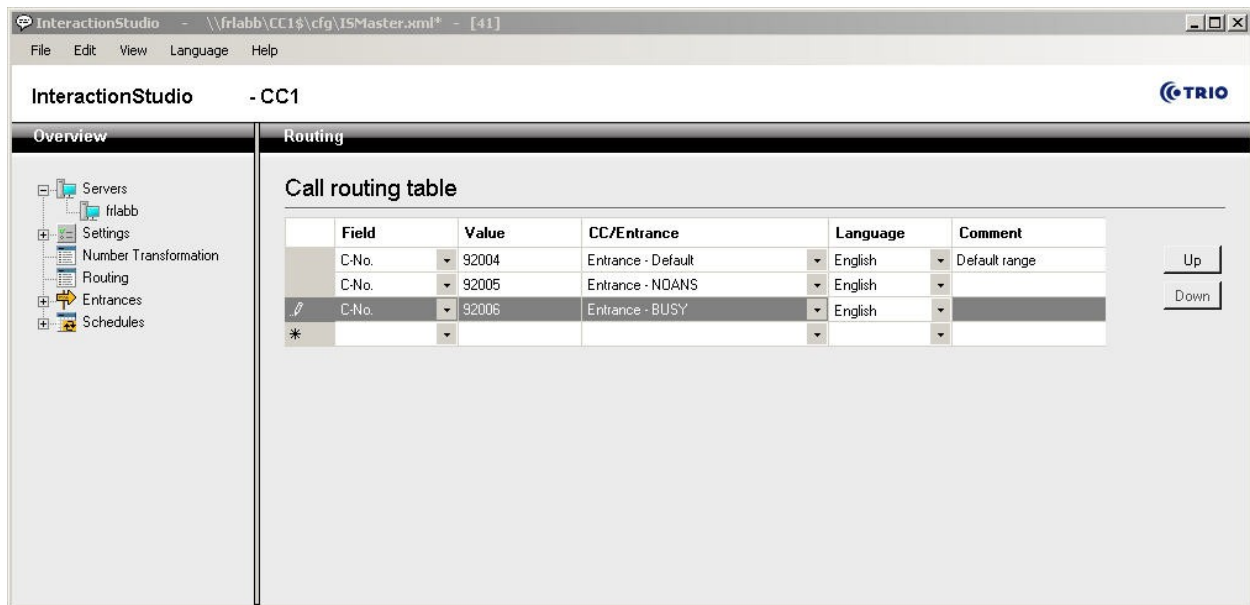 InteractionStudio - \\frlabb\CC1$\cfg\ISMaster.xml* - [41]
File Edit View Language Help
InteractionStudio - CC1
TRIO
Overview
Routing
Servers
frlabb
Settings
Number Transformation
Routing
Entrances
Schedules
Call routing table
Field Value CC/Entrance Language Comment
C-No. 92004 Entrance - Default English Default range
C-No. 92005 Entrance - NOANS English
C-No. 92006 Entrance - BUSY English
Up
Down